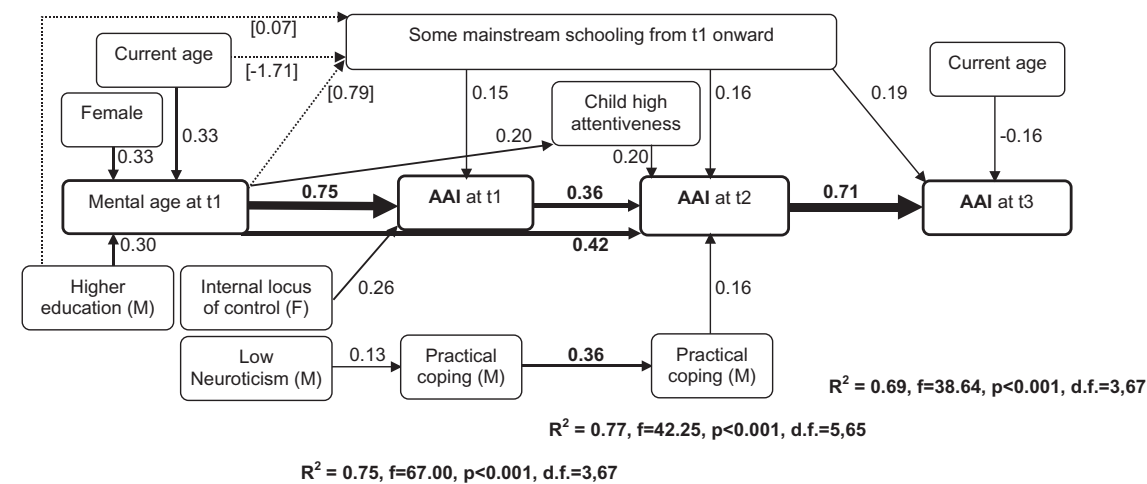 [0.07]
Some mainstream schooling from t1 onward
Current age
[-1.71]
Current age
[0.79]
0.15
Child high
attentiveness
0.16
0.19
Female
0.33
0.33
0.20
0.20
-0.16
Mental age at t1
0.75
AAI at t1
0.36
AAI at t2
0.71
AAI at t3
0.42
0.30
Higher
education (M)
Internal locus
of control (F)
0.26
0.16
Low
Neuroticism (M)
0.13
Practical
coping (M)
0.36
Practical
coping (M)
R² = 0.69, f=38.64, p<0.001, d.f.=3,67
R² = 0.77, f=42.25, p<0.001, d.f.=5,65
R² = 0.75, f=67.00, p<0.001, d.f.=3,67